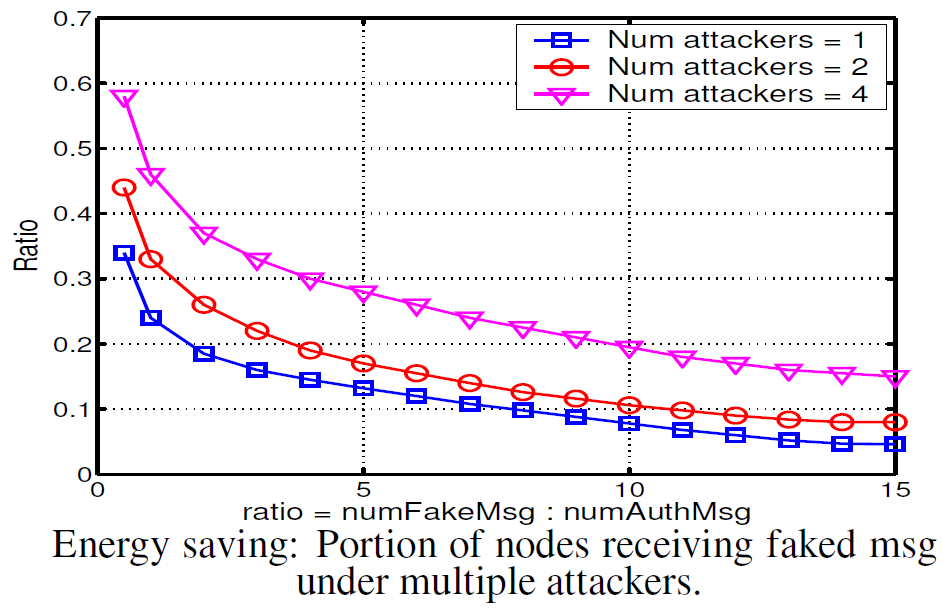 0.7
0.6
0.5
0.4
0.3
0.2
0.1
0
Ratio
Num attackers = 1
Num attackers = 2
Num attackers = 4
0 5 10 15
ratio = numFakeMsg : numAuthMsg
Energy saving: Portion of nodes receiving faked msg
under multiple attackers.